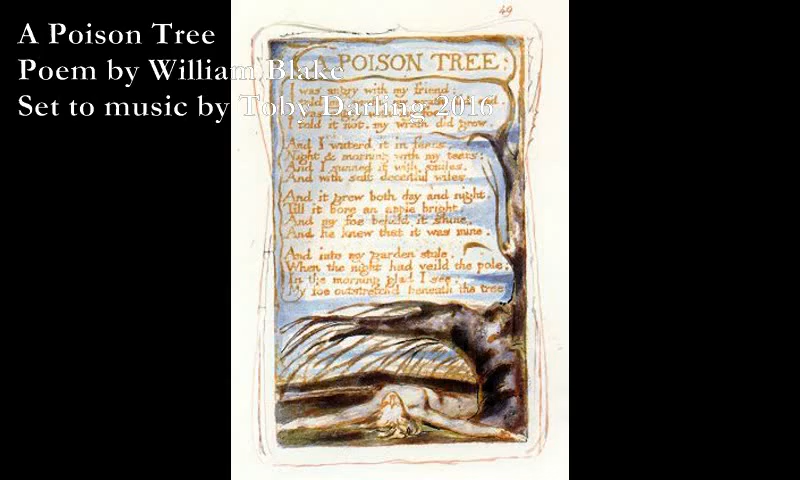 A Poison Tree
Poem by William Blake
Set to music by Toby Darling 2016
49
A POISON TREE:
I was angry with my friend;
I told it not, my wrath did grow.
And I waterd it in fears,
Night & morning with my tears:
And I sunned it with smiles,
And with soft deceitful wiles.
And it grew both day and night.
Till it bore an apple bright.
And my foe beheld it shine,
And he knew that it was mine.
And into my garden stole,
When the night had veild the pole;
In the morning glad I see,
My foe outstretchd beneath the tree